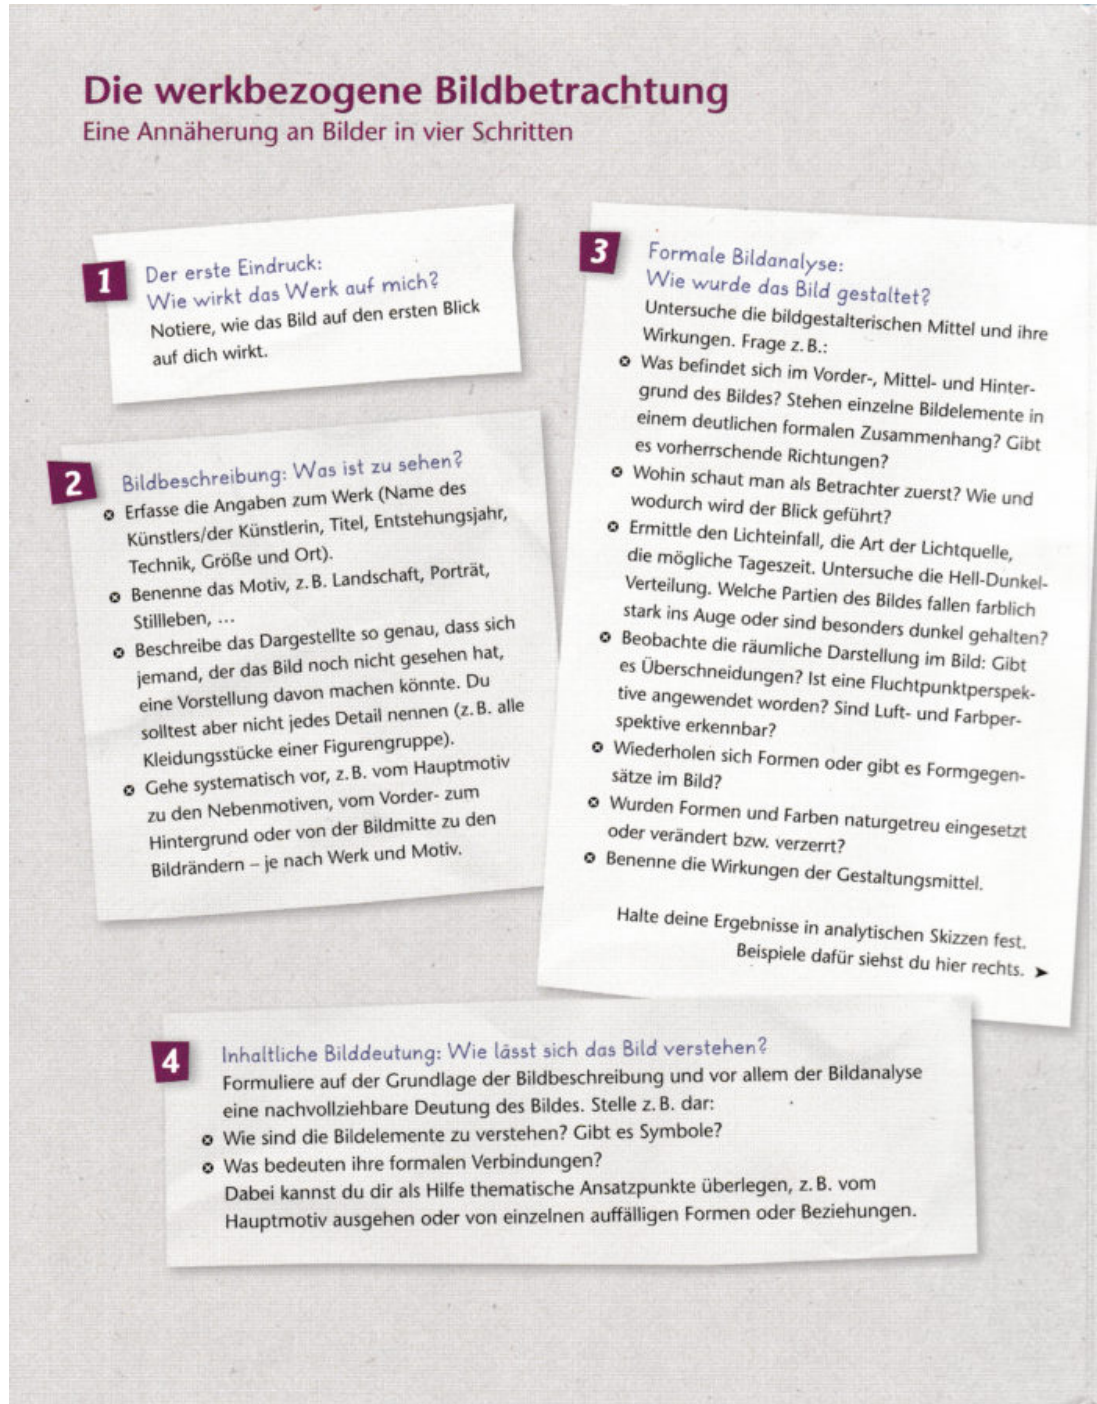 Die werkbezogene Bildbetrachtung
Eine Annäherung an Bilder in vier Schritten
1
Der erste Eindruck:
Wie wirkt das Werk auf mich?
Notiere, wie das Bild auf den ersten Blick
auf dich wirkt.
2
Bildbeschreibung: Was ist zu sehen?
Erfasse die Angaben zum Werk (Name des
Künstlers/der Künstlerin, Titel, Entstehungsjahr,
Technik, Größe und Ort).
Benenne das Motiv, z. B. Landschaft, Porträt,
Stillleben, ...
Beschreibe das Dargestellte so genau, dass sich
jemand, der das Bild noch nicht gesehen hat,
eine Vorstellung davon machen könnte. Du
solltest aber nicht jedes Detail nennen (z. B. alle
Kleidungsstücke einer Figurengruppe).
Gehe systematisch vor, z. B. vom Hauptmotiv
zu den Nebenmotiven, vom Vorder- zum
Hintergrund oder von der Bildmitte zu den
Bildrändern – je nach Werk und Motiv.
3
Formale Bildanalyse:
Wie wurde das Bild gestaltet?
Untersuche die bildgestalterischen Mittel und ihre
Wirkungen. Frage z. B.:
Was befindet sich im Vorder-, Mittel- und Hinter-
grund des Bildes? Stehen einzelne Bildelemente in
einem deutlichen formalen Zusammenhang? Gibt
es vorherrschende Richtungen?
Wohin schaut man als Betrachter zuerst? Wie und
wodurch wird der Blick geführt?
Ermittle den Lichteinfall, die Art der Lichtquelle,
die mögliche Tageszeit. Untersuche die Hell-Dunkel-
Verteilung. Welche Partien des Bildes fallen farblich
stark ins Auge oder sind besonders dunkel gehalten?
Beobachte die räumliche Darstellung im Bild: Gibt
es Überschneidungen? Ist eine Fluchtpunktperspek-
tive angewendet worden? Sind Luft- und Farbper-
spektive erkennbar?
Wiederholen sich Formen oder gibt es Formgegen-
sätze im Bild?
Wurden Formen und Farben naturgetreu eingesetzt
oder verändert bzw. verzerrt?
Benenne die Wirkungen der Gestaltungsmittel.
Halte deine Ergebnisse in analytischen Skizzen fest.
Beispiele dafür siehst du hier rechts. ➤
4
Inhaltliche Bilddeutung: Wie lässt sich das Bild verstehen?
Formuliere auf der Grundlage der Bildbeschreibung und vor allem der Bildanalyse
eine nachvollziehbare Deutung des Bildes. Stelle z. B. dar:
Wie sind die Bildelemente zu verstehen? Gibt es Symbole?
Was bedeuten ihre formalen Verbindungen?
Dabei kannst du dir als Hilfe thematische Ansatzpunkte überlegen, z. B. vom
Hauptmotiv ausgehen oder von einzelnen auffälligen Formen oder Beziehungen.